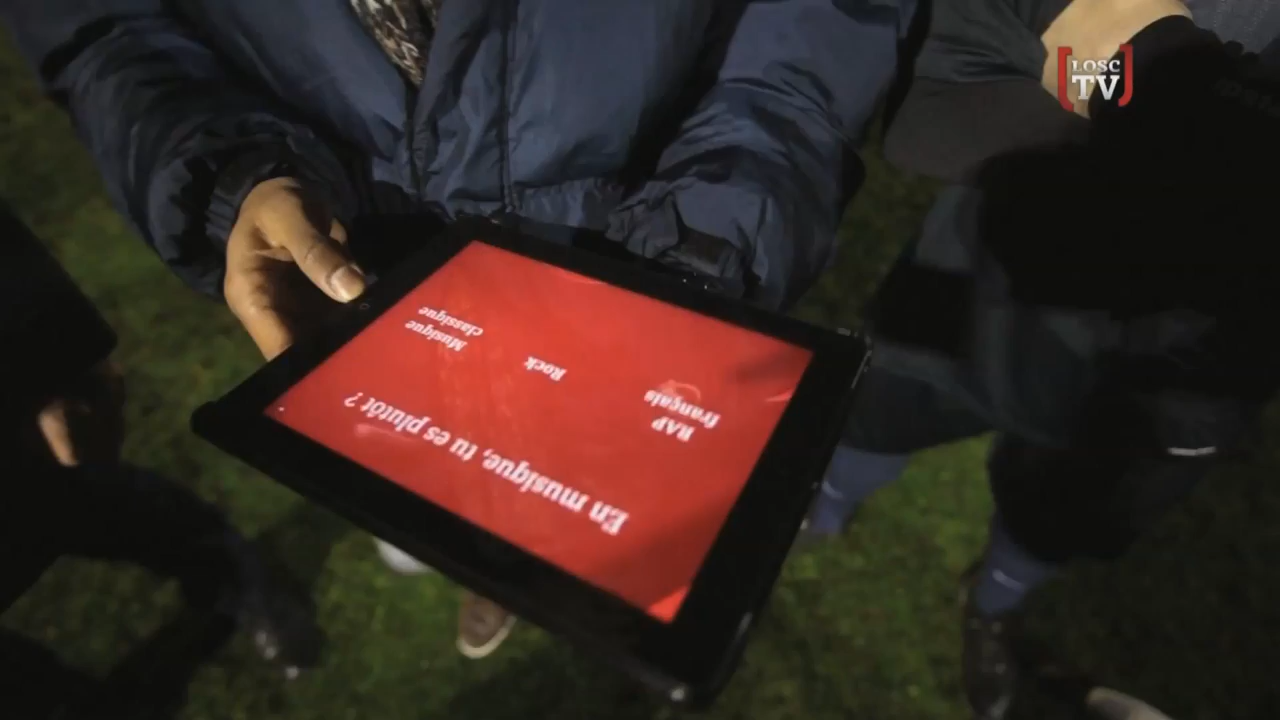 LOSC
TV
En musique, tu es plutôt ?
RAP
français
Rock
Musique
classique